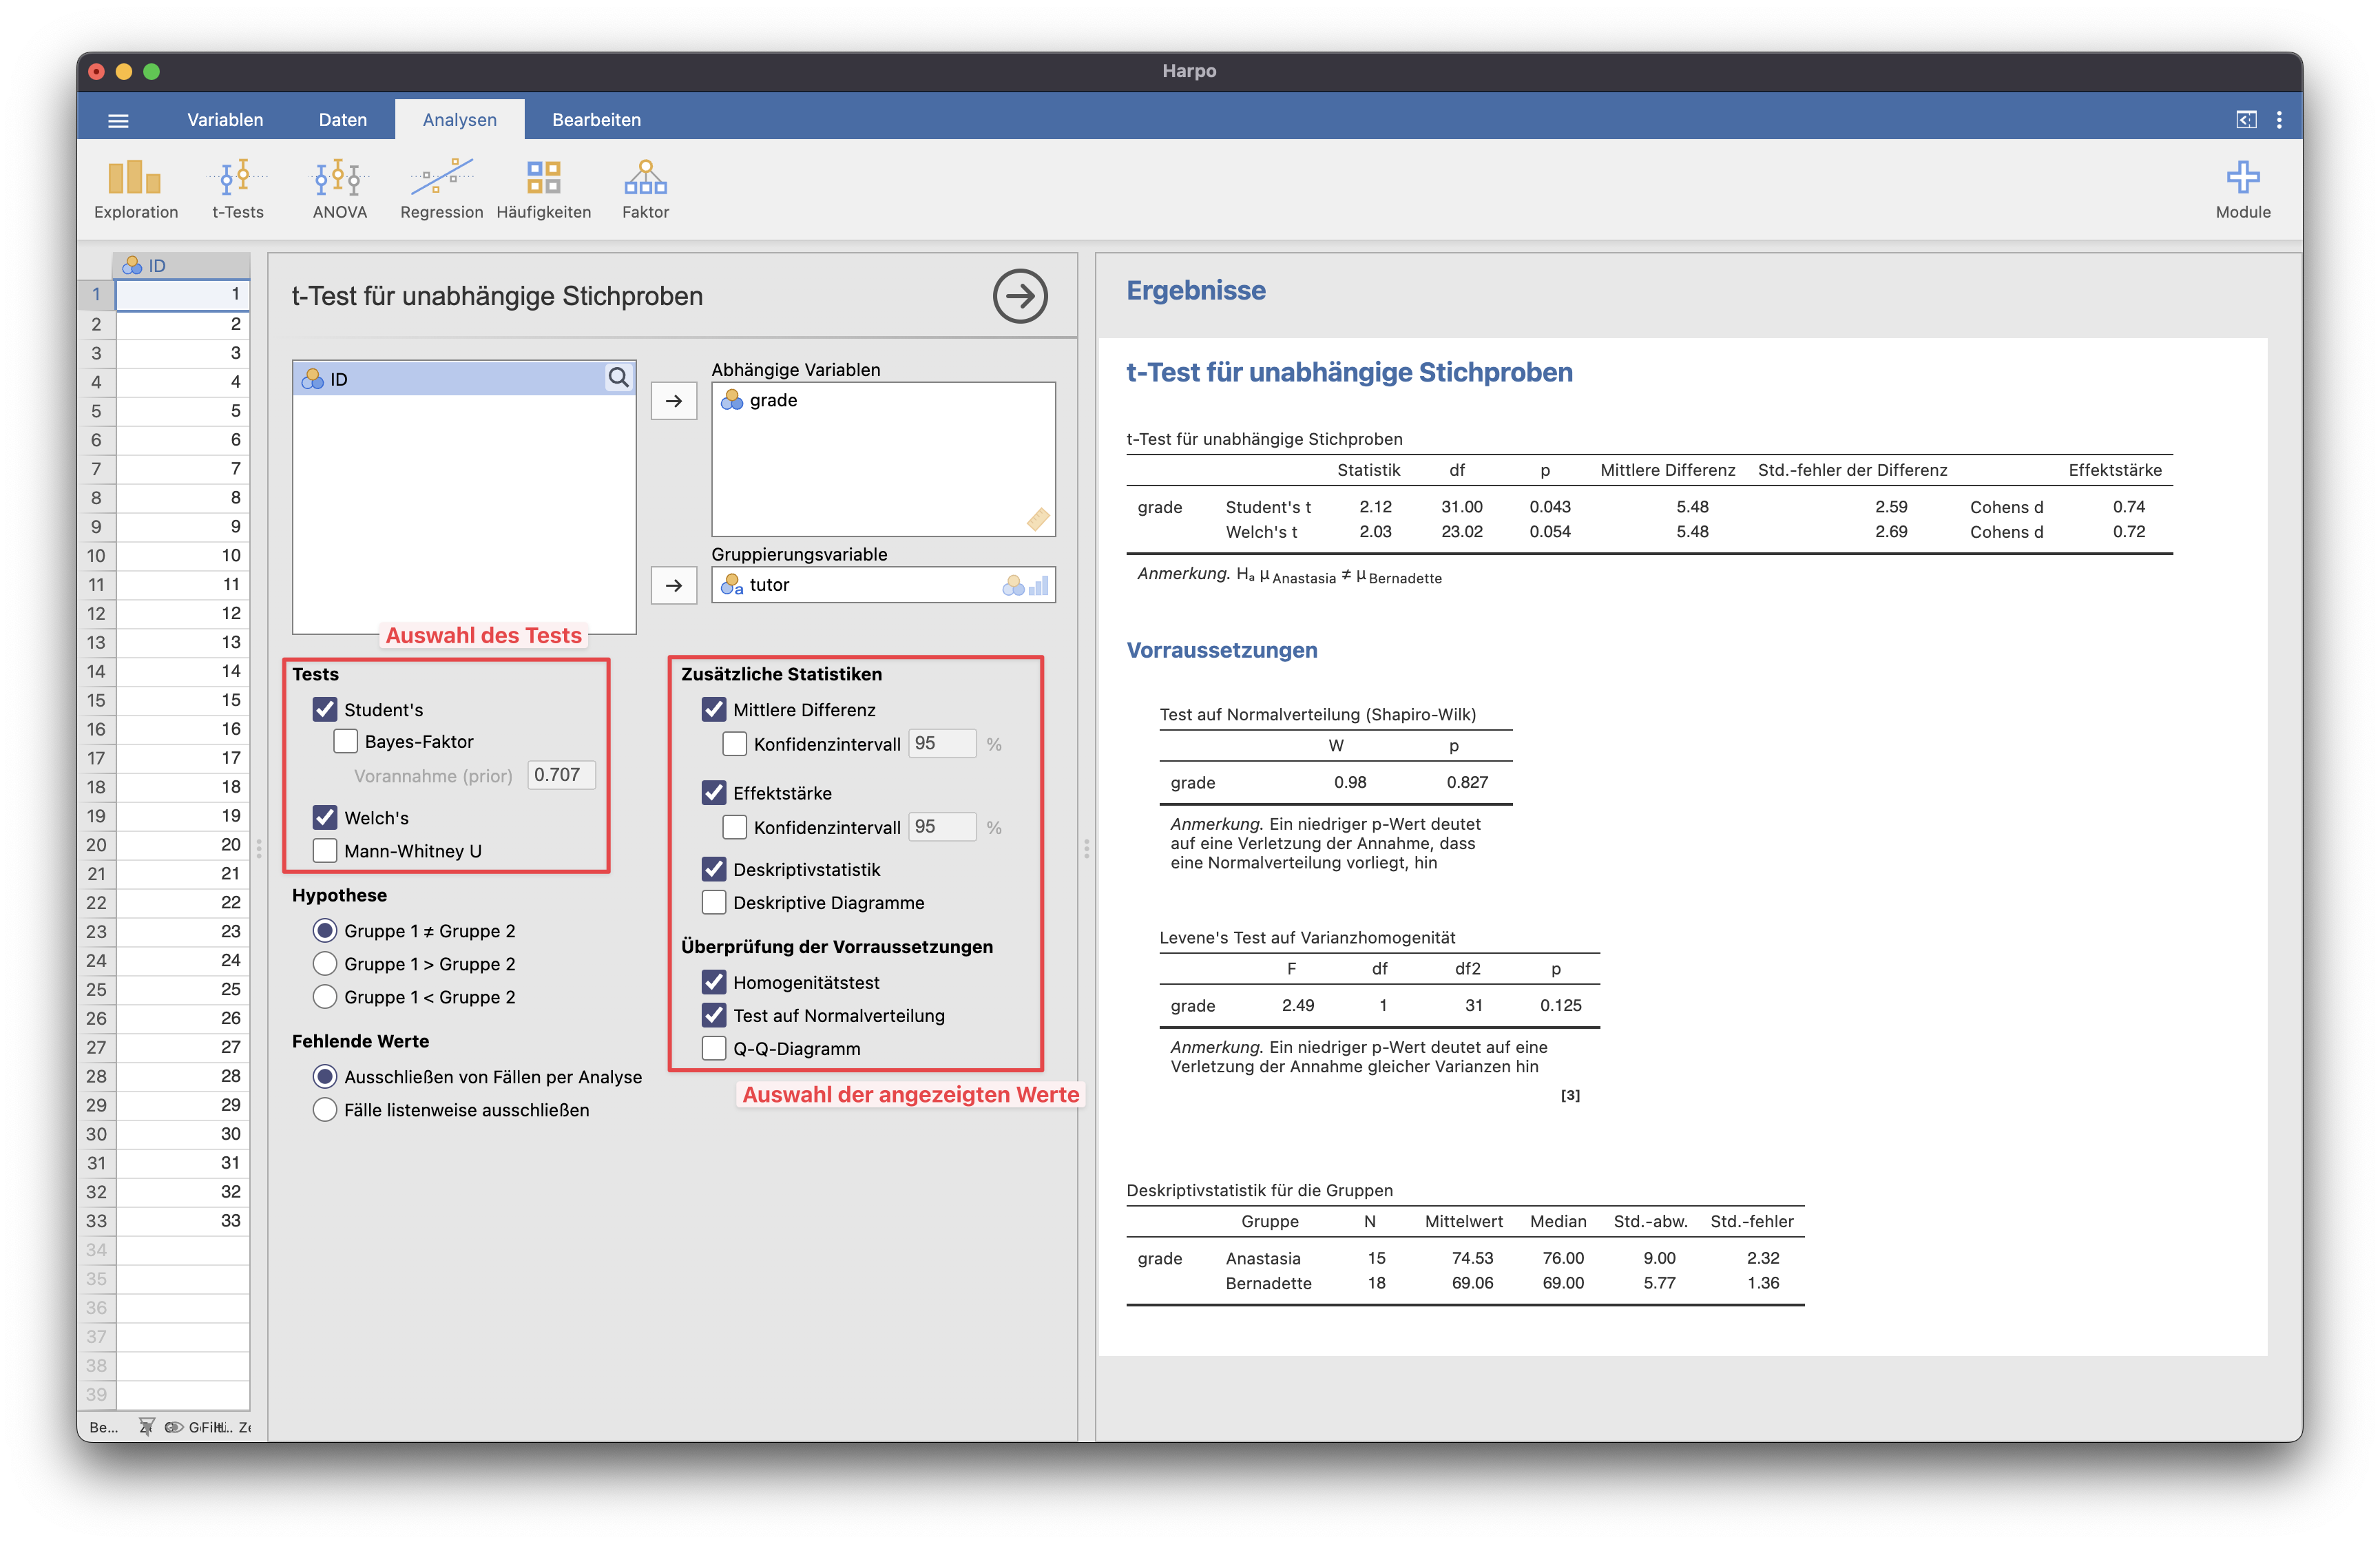 Harpo
Variablen Daten Analysen Bearbeiten
Exploration t-Tests ANOVA Regression Häufigkeiten Faktor Module
ID
1 1
2 2
3 3
4 4
5 5
6 6
7 7
8 8
9 9
10 10
11 11
12 12
13 13
14 14
15 15
16 16
17 17
18 18
19 19
20 20
21 21
22 22
23 23
24 24
25 25
26 26
27 27
28 28
29 29
30 30
31 31
32 32
33 33
34
35
36
37
38
39
Be...
t-Test für unabhängige Stichproben
ID
Abhängige Variablen
grade
Gruppierungsvariable
tutor
Auswahl des Tests
Tests
Student's
Bayes-Faktor
Vorannahme (prior) 0.707
Welch's
Mann-Whitney U
Hypothese
Gruppe 1 ≠ Gruppe 2
Gruppe 1 > Gruppe 2
Gruppe 1 < Gruppe 2
Fehlende Werte
Ausschließen von Fällen per Analyse
Fälle listenweise ausschließen
Zusätzliche Statistiken
Mittlere Differenz
Konfidenzintervall 95 %
Effektstärke
Konfidenzintervall 95 %
Deskriptivstatistik
Deskriptive Diagramme
Überprüfung der Vorraussetzungen
Homogenitätstest
Test auf Normalverteilung
Q-Q-Diagramm
Auswahl der angezeigten Werte
Ergebnisse
t-Test für unabhängige Stichproben
t-Test für unabhängige Stichproben
Statistik df p Mittlere Differenz Std.-fehler der Differenz Effektstärke
grade Student's t 2.12 31.00 0.043 5.48 2.59 Cohens d 0.74
Welch's t 2.03 23.02 0.054 5.48 2.69 Cohens d 0.72
Anmerkung. Hₐ μ Anastasia ≠ μ Bernadette
Vorraussetzungen
Test auf Normalverteilung (Shapiro-Wilk)
W p
grade 0.98 0.827
Anmerkung. Ein niedriger p-Wert deutet
auf eine Verletzung der Annahme, dass
eine Normalverteilung vorliegt, hin
Levene's Test auf Varianzhomogenität
F df df2 p
grade 2.49 1 31 0.125
Anmerkung. Ein niedriger p-Wert deutet auf eine
Verletzung der Annahme gleicher Varianzen hin
[3]
Deskriptivstatistik für die Gruppen
Gruppe N Mittelwert Median Std.-abw. Std.-fehler
grade Anastasia 15 74.53 76.00 9.00 2.32
Bernadette 18 69.06 69.00 5.77 1.36